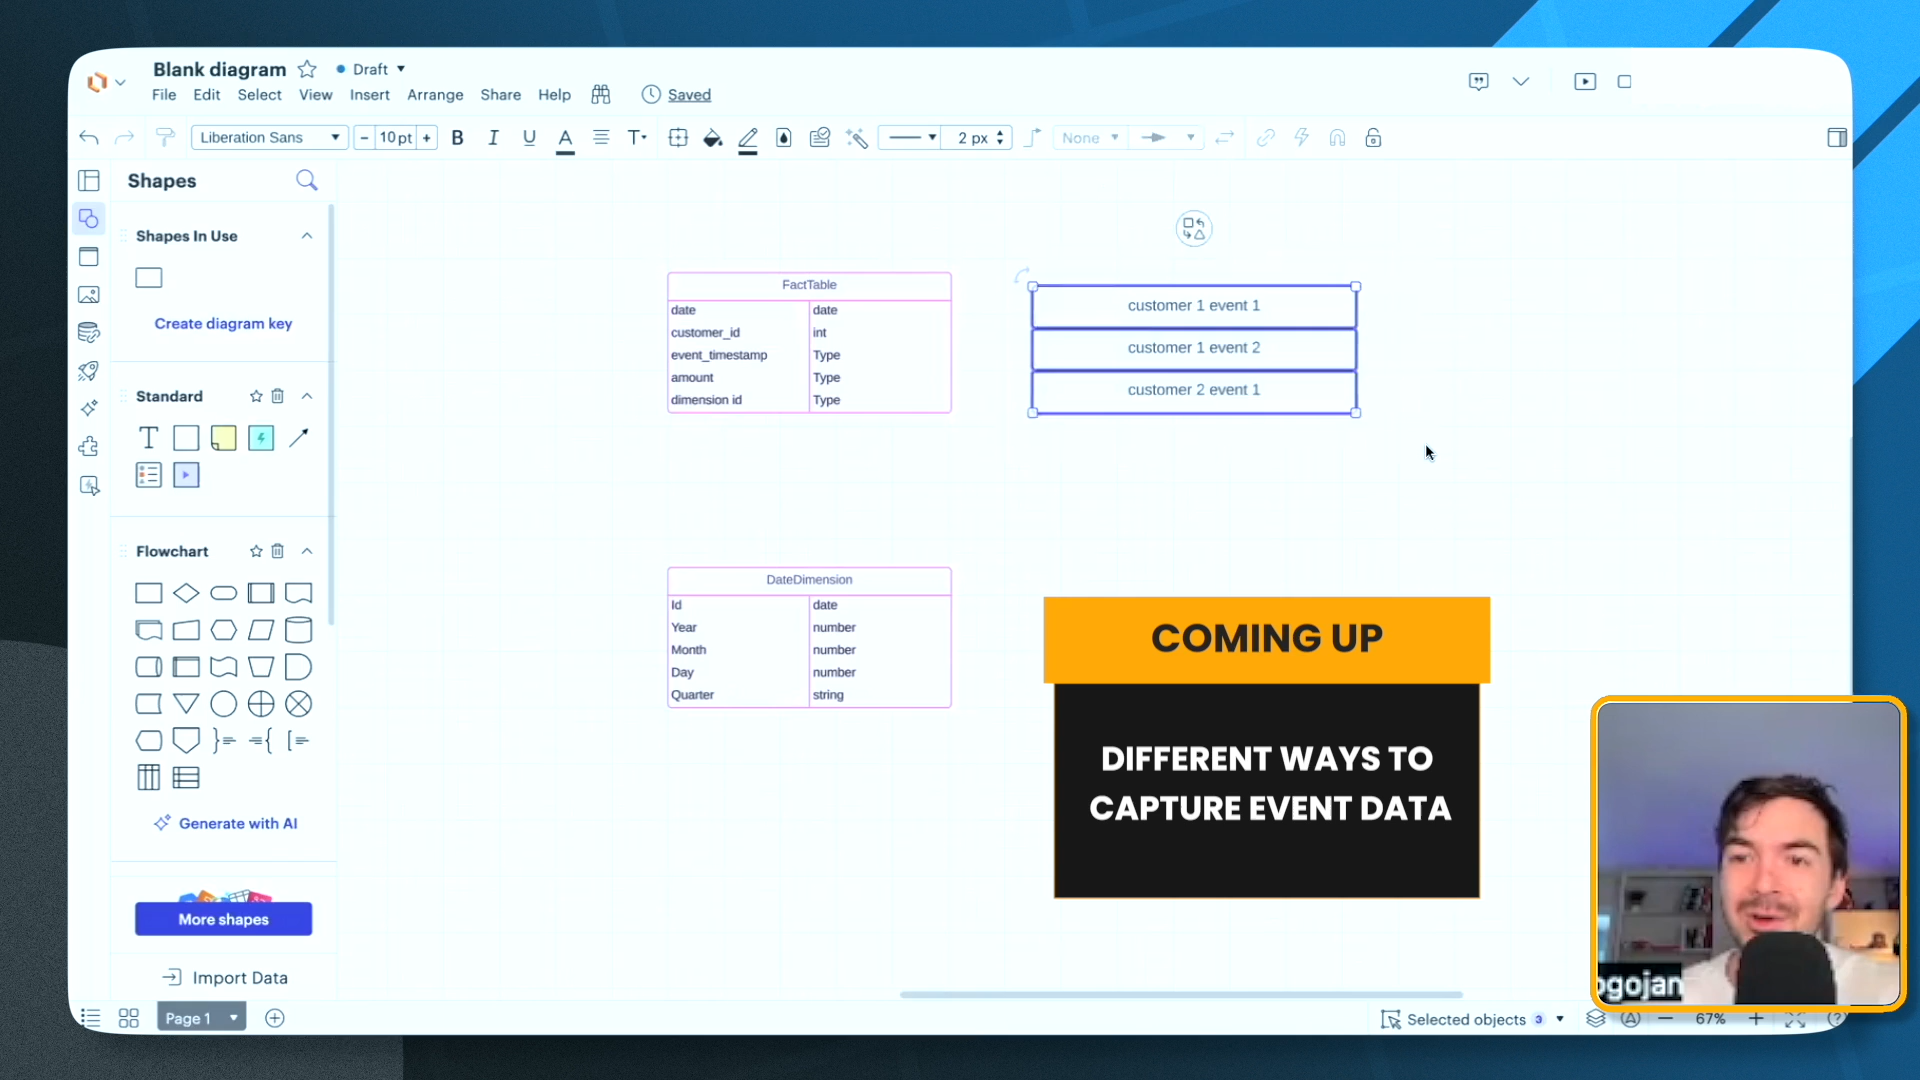 Blank diagram
Draft
File Edit Select View Insert Arrange Share Help Saved
Liberation Sans - 10 pt + B I U A T 2 px None
Shapes
Shapes In Use
Create diagram key
Standard
T
Flowchart
Generate with AI
More shapes
Import Data
FactTable
date date
customer_id int
event_timestamp Type
amount Type
dimension id Type
customer 1 event 1
customer 1 event 2
customer 2 event 1
DateDimension
Id date
Year number
Month number
Day number
Quarter string
COMING UP
DIFFERENT WAYS TO
CAPTURE EVENT DATA
ogojan
Page 1
Selected objects 3
67%